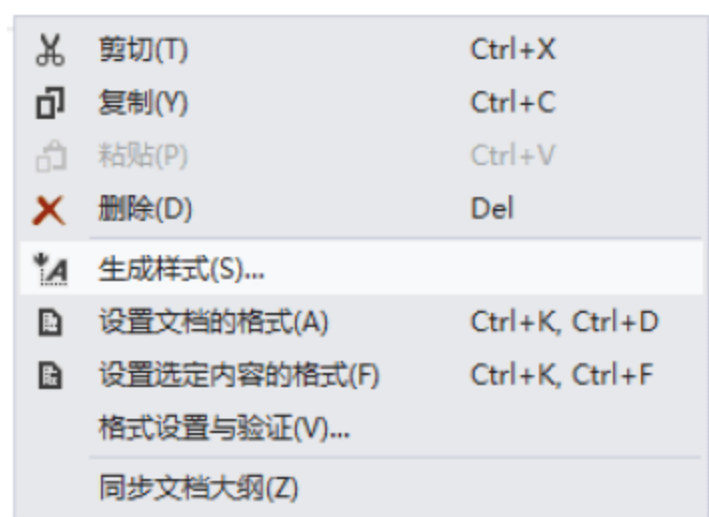 剪切(T) Ctrl+X
复制(Y) Ctrl+C
粘贴(P) Ctrl+V
删除(D) Del
生成样式(S)...
设置文档的格式(A) Ctrl+K, Ctrl+D
设置选定内容的格式(F) Ctrl+K, Ctrl+F
格式设置与验证(V)...
同步文档大纲(Z)